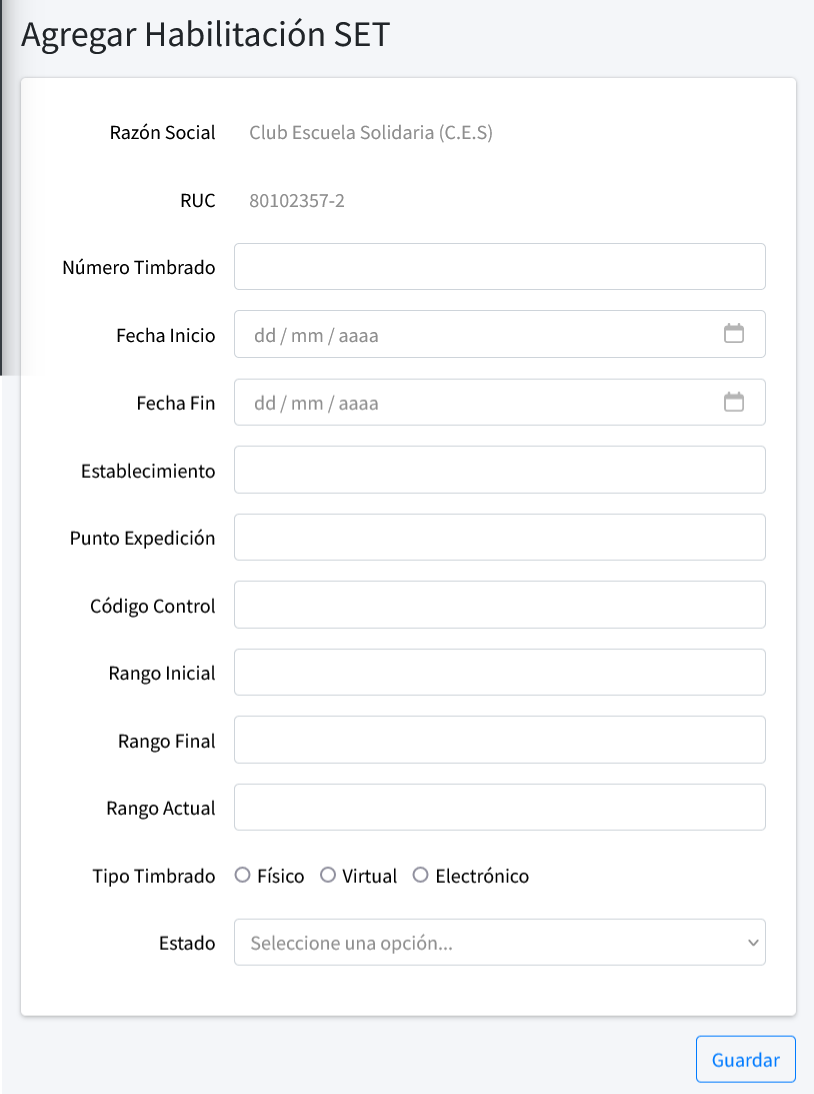 Agregar Habilitación SET
Razón Social Club Escuela Solidaria (C.E.S)
RUC 80102357-2
Número Timbrado
Fecha Inicio dd / mm / aaaa
Fecha Fin dd / mm / aaaa
Establecimiento
Punto Expedición
Código Control
Rango Inicial
Rango Final
Rango Actual
Tipo Timbrado Físico Virtual Electrónico
Estado Seleccione una opción...
Guardar